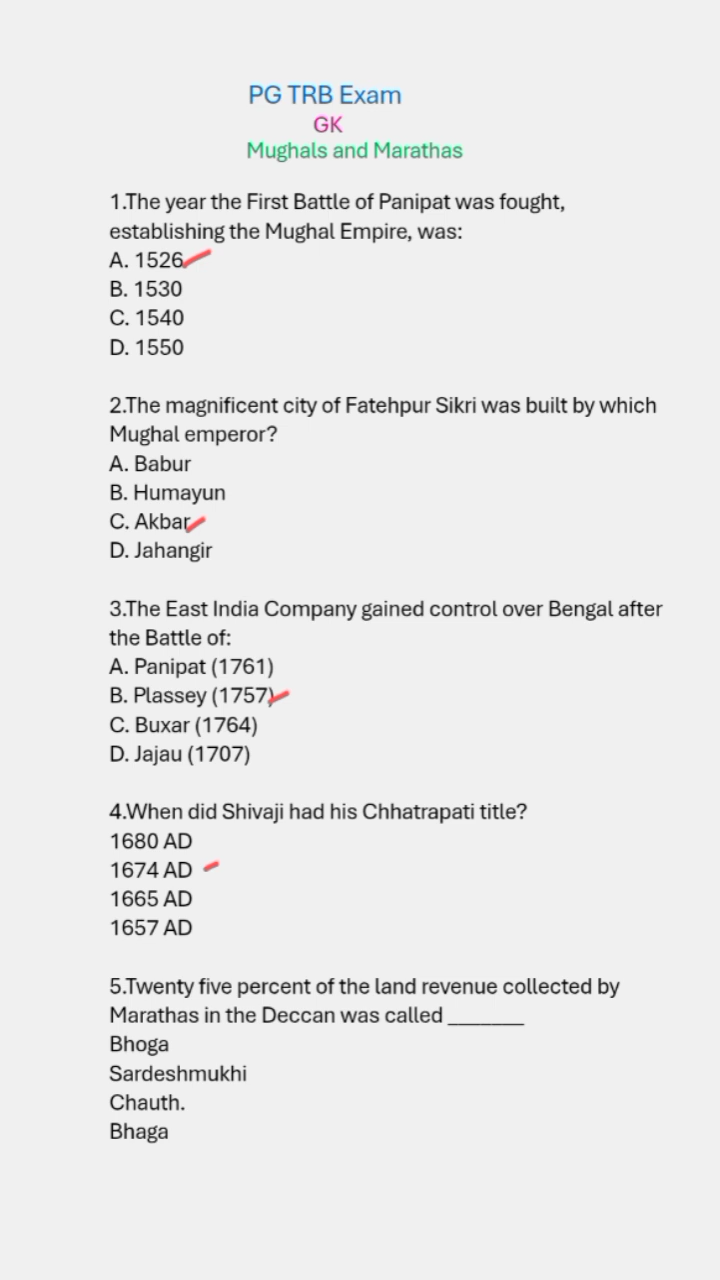 PG TRB Exam
GK
Mughals and Marathas
1.The year the First Battle of Panipat was fought,
establishing the Mughal Empire, was:
A. 1526
B. 1530
C. 1540
D. 1550
2.The magnificent city of Fatehpur Sikri was built by which
Mughal emperor?
A. Babur
B. Humayun
C. Akbar
D. Jahangir
3.The East India Company gained control over Bengal after
the Battle of:
A. Panipat (1761)
B. Plassey (1757)
C. Buxar (1764)
D. Jajau (1707)
4.When did Shivaji had his Chhatrapati title?
1680 AD
1674 AD
1665 AD
1657 AD
5.Twenty five percent of the land revenue collected by
Marathas in the Deccan was called _______
Bhoga
Sardeshmukhi
Chauth.
Bhaga